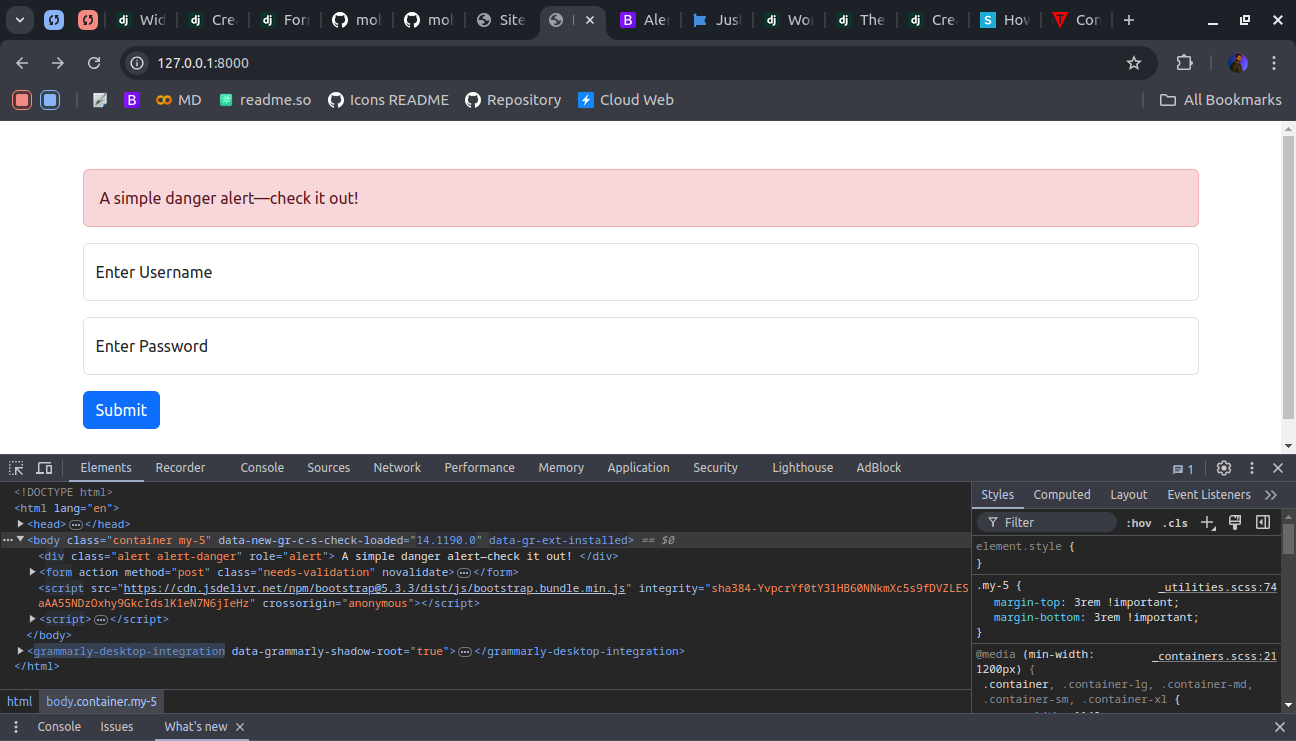 dj Wid dj Cre dj For mol mol Site B Aler Just dj Wor dj The dj Cre S How T Con
127.0.0.1:8000
B MD readme.so Icons README Repository Cloud Web All Bookmarks
A simple danger alert—check it out!
Enter Username
Enter Password
Submit
Elements Recorder Console Sources Network Performance Memory Application Security Lighthouse AdBlock 1
<!DOCTYPE html>
<html lang="en">
<head> </head>
<body class="container my-5" data-new-gr-c-s-check-loaded="14.1190.0" data-gr-ext-installed> == $0
<div class="alert alert-danger" role="alert"> A simple danger alert—check it out! </div>
<form action method="post" class="needs-validation" novalidate> </form>
<script src="https://cdn.jsdelivr.net/npm/bootstrap@5.3.3/dist/js/bootstrap.bundle.min.js" integrity="sha384-YvpcrYf0tY3lHB60NNkmXc5s9fDVZLES
aAA55NDzOxhy9GkcIdslK1eN7N6jIeHz" crossorigin="anonymous"></script>
<script> </script>
</body>
<grammarly-desktop-integration data-grammarly-shadow-root="true"> </grammarly-desktop-integration>
</html>
html body.container.my-5
Styles Computed Layout Event Listeners
Filter :hov .cls
element.style {
}
.my-5 { _utilities.scss:74
margin-top: 3rem !important;
margin-bottom: 3rem !important;
}
@media (min-width: _containers.scss:21
1200px) {
.container, .container-lg, .container-md,
.container-sm, .container-xl {
Console Issues What's new